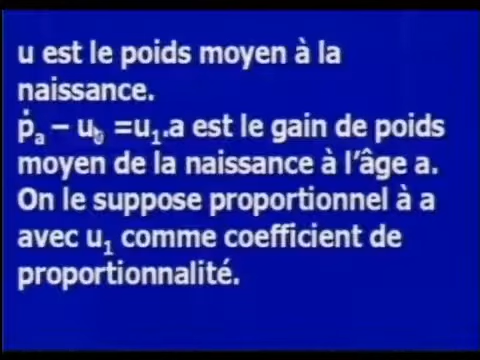 u est le poids moyen à la
naissance.
ṗₐ – u₀ =u₁.a est le gain de poids
moyen de la naissance à l'âge a.
On le suppose proportionnel à a
avec u₁ comme coefficient de
proportionnalité.